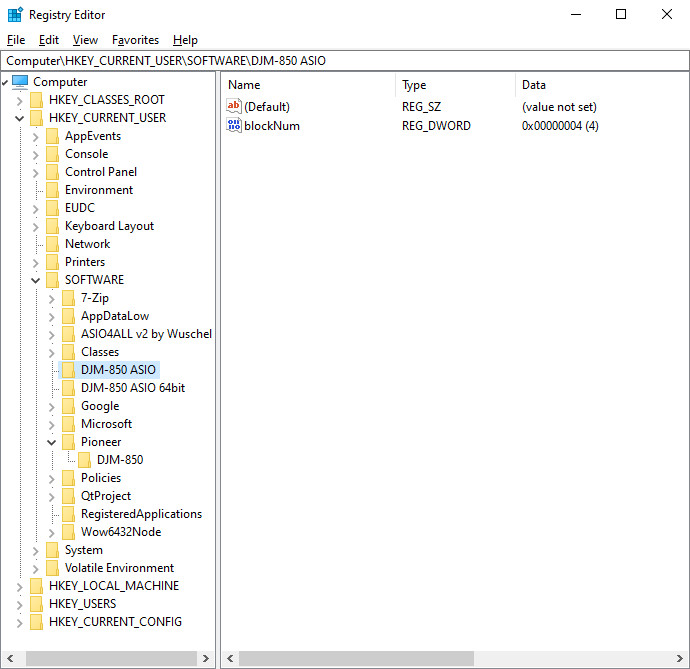 Registry Editor
File Edit View Favorites Help
Computer\HKEY_CURRENT_USER\SOFTWARE\DJM-850 ASIO
Computer
HKEY_CLASSES_ROOT
HKEY_CURRENT_USER
AppEvents
Console
Control Panel
Environment
EUDC
Keyboard Layout
Network
Printers
SOFTWARE
7-Zip
AppDataLow
ASIO4ALL v2 by Wuschel
Classes
DJM-850 ASIO
DJM-850 ASIO 64bit
Google
Microsoft
Pioneer
DJM-850
Policies
QtProject
RegisteredApplications
Wow6432Node
System
Volatile Environment
HKEY_LOCAL_MACHINE
HKEY_USERS
HKEY_CURRENT_CONFIG
Name Type Data
(Default) REG_SZ (value not set)
blockNum REG_DWORD 0x00000004 (4)